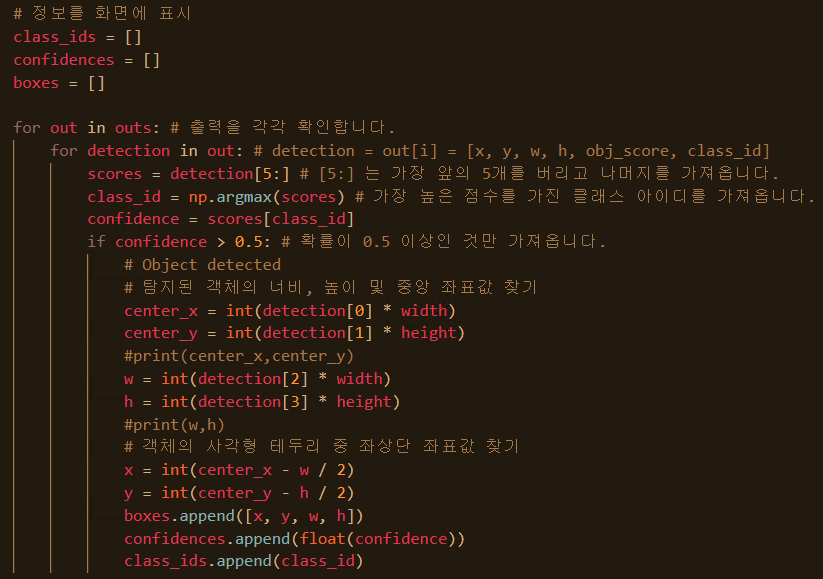 # 정보를 화면에 표시
class_ids = []
confidences = []
boxes = []
for out in outs: # 출력을 각각 확인합니다.
for detection in out: # detection = out[i] = [x, y, w, h, obj_score, class_id]
scores = detection[5:] # [5:] 는 가장 앞의 5개를 버리고 나머지를 가져옵니다.
class_id = np.argmax(scores) # 가장 높은 점수를 가진 클래스 아이디를 가져옵니다.
confidence = scores[class_id]
if confidence > 0.5: # 확률이 0.5 이상인 것만 가져옵니다.
# Object detected
# 탐지된 객체의 너비, 높이 및 중앙 좌표값 찾기
center_x = int(detection[0] * width)
center_y = int(detection[1] * height)
#print(center_x,center_y)
w = int(detection[2] * width)
h = int(detection[3] * height)
#print(w,h)
# 객체의 사각형 테두리 중 좌상단 좌표값 찾기
x = int(center_x - w / 2)
y = int(center_y - h / 2)
boxes.append([x, y, w, h])
confidences.append(float(confidence))
class_ids.append(class_id)